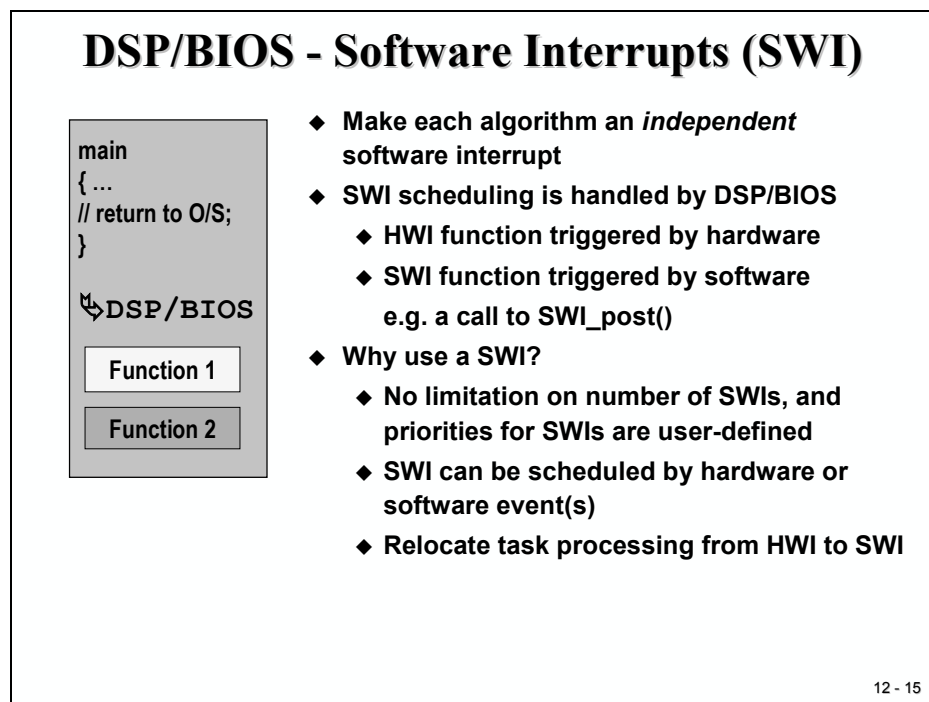 DSP/BIOS - Software Interrupts (SWI)
main
{ …
// return to O/S;
}
DSP/BIOS
Function 1
Function 2
◆ Make each algorithm an independent
software interrupt
◆ SWI scheduling is handled by DSP/BIOS
◆ HWI function triggered by hardware
◆ SWI function triggered by software
e.g. a call to SWI_post()
◆ Why use a SWI?
◆ No limitation on number of SWIs, and
priorities for SWIs are user-defined
◆ SWI can be scheduled by hardware or
software event(s)
◆ Relocate task processing from HWI to SWI
12 - 15